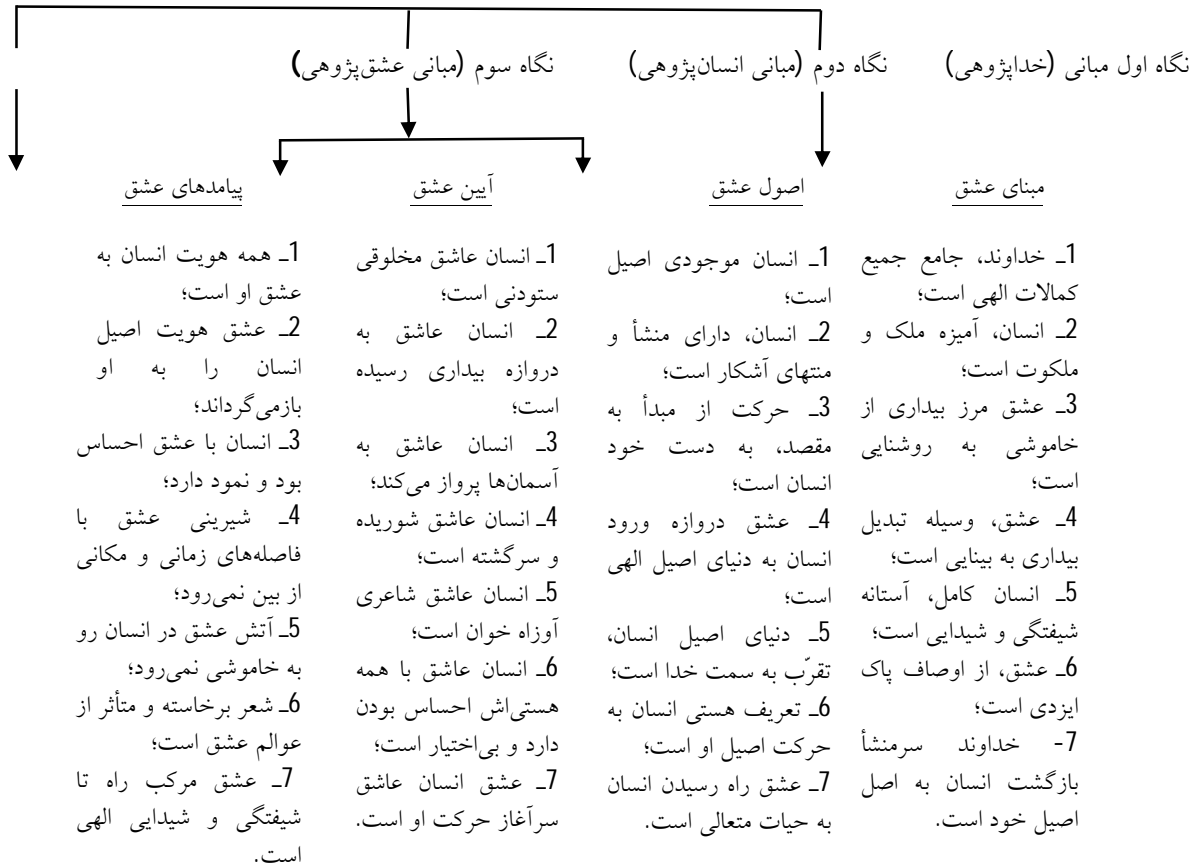 نگاه اول مبانی (خداپژوهی)
نگاه دوم (مبانی انسان‌پژوهی)
نگاه سوم (مبانی عشق‌پژوهی)
مبنای عشق
1ـ خداوند، جامع جمیع
کمالات الهی است؛
2ـ انسان، آمیزه ملک و
ملکوت است؛
3ـ عشق مرز بیداری از
خاموشی به روشنایی
است؛
4ـ عشق، وسیله تبدیل
بیداری به بینایی است؛
5ـ انسان کامل، آستانه
شیفتگی و شیدایی است؛
6ـ عشق، از اوصاف پاک
ایزدی است؛
7- خداوند سرمنشأ
بازگشت انسان به اصل
اصیل خود است.
اصول عشق
1ـ انسان موجودی اصیل
است؛
2ـ انسان، دارای منشأ و
منتهای آشکار است؛
3ـ حرکت از مبدأ به
مقصد، به دست خود
انسان است؛
4ـ عشق دروازه ورود
انسان به دنیای اصیل الهی
است؛
5ـ دنیای اصیل انسان،
تقرّب به سمت خدا است؛
6ـ تعریف هستی انسان به
حرکت اصیل او است؛
7ـ عشق راه رسیدن انسان
به حیات متعالی است.
آیین عشق
1ـ انسان عاشق مخلوقی
ستودنی است؛
2ـ انسان عاشق به
دروازه بیداری رسیده
است؛
3ـ انسان عاشق به
آسمان‌ها پرواز می‌کند؛
4ـ انسان عاشق شوریده
و سرگشته است؛
5ـ انسان عاشق شاعری
آوزاه خوان است؛
6ـ انسان عاشق با همه
هستی‌اش احساس بودن
دارد و بی‌اختیار است؛
7ـ عشق انسان عاشق
سرآغاز حرکت او است.
پیامدهای عشق
1ـ همه هویت انسان به
عشق او است؛
2ـ عشق هویت اصیل
انسان را به او
بازمی‌گرداند؛
3ـ انسان با عشق احساس
بود و نمود دارد؛
4ـ شیرینی عشق با
فاصله‌های زمانی و مکانی
از بین نمی‌رود؛
5ـ آتش عشق در انسان رو
به خاموشی نمی‌رود؛
6ـ شعر برخاسته و متأثر از
عوالم عشق است؛
7ـ عشق مرکب راه تا
شیفتگی و شیدایی الهی
است.